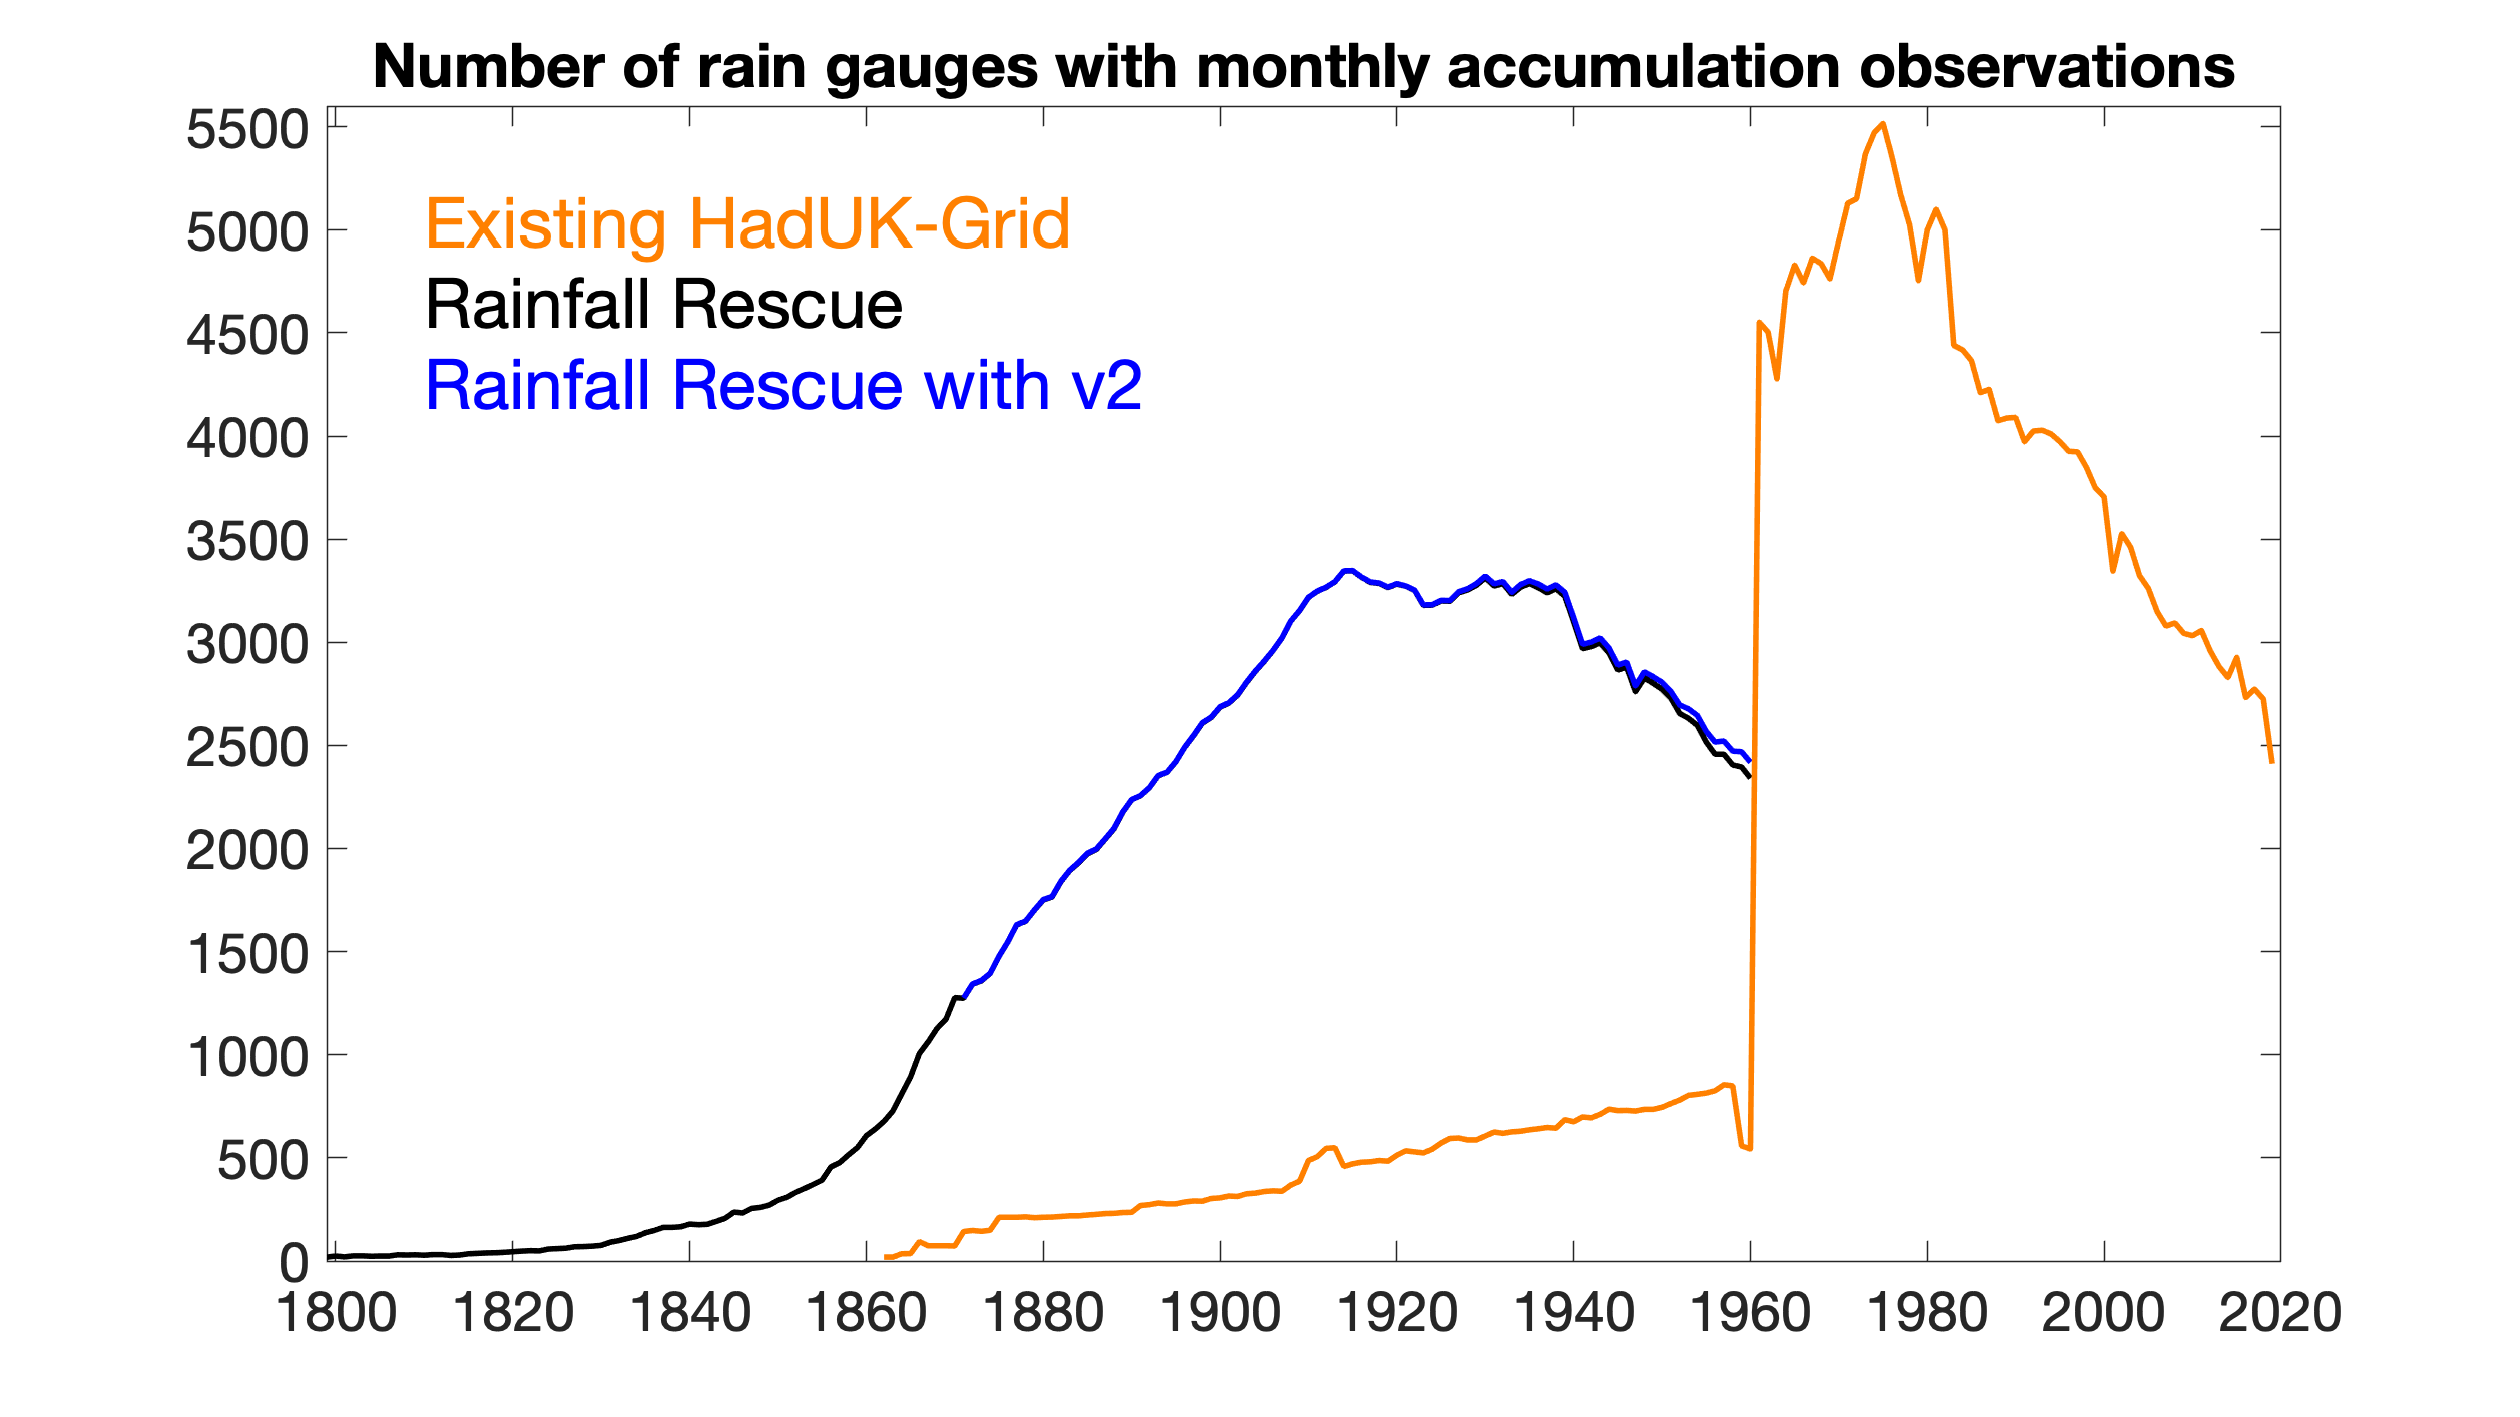 Number of rain gauges with monthly accumulation observations
5500
Existing HadUK-Grid
5000
Rainfall Rescue
4500
Rainfall Rescue with v2
4000
3500
3000
2500
2000
1500
1000
500
0
1800 1820 1840 1860 1880 1900 1920 1940 1960 1980 2000 2020